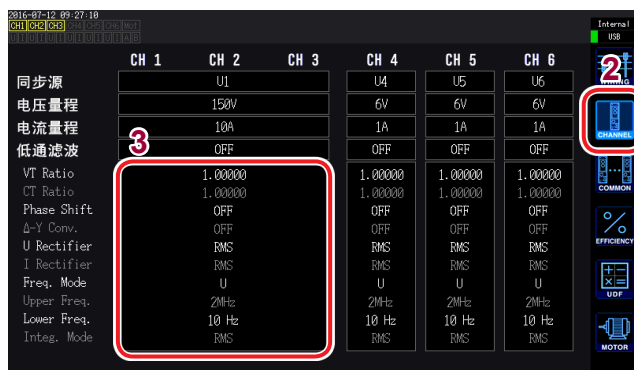 2016-07-12 09:27:10
CH1 CH2 CH3 CH4 CH5 CH6 Mot
U I U I U I U I U I U I A B
Internal
USB
CH 1 CH 2 CH 3 CH 4 CH 5 CH 6
同步源 U1 U4 U5 U6
电压量程 150V 6V 6V 6V
电流量程 10A 1A 1A 1A
低通滤波 OFF OFF OFF OFF
VT Ratio 1.00000 1.00000 1.00000 1.00000
CT Ratio 1.00000 1.00000 1.00000 1.00000
Phase Shift OFF OFF OFF OFF
Δ-Y Conv. OFF OFF OFF OFF
U Rectifier RMS RMS RMS RMS
I Rectifier RMS RMS RMS RMS
Freq. Mode U U U U
Upper Freq. 2MHz 2MHz 2MHz 2MHz
Lower Freq. 10 Hz 10 Hz 10 Hz 10 Hz
Integ. Mode RMS RMS RMS RMS
3
2
WIRING
CHANNEL
COMMON
EFFICIENCY
UDF
MOTOR